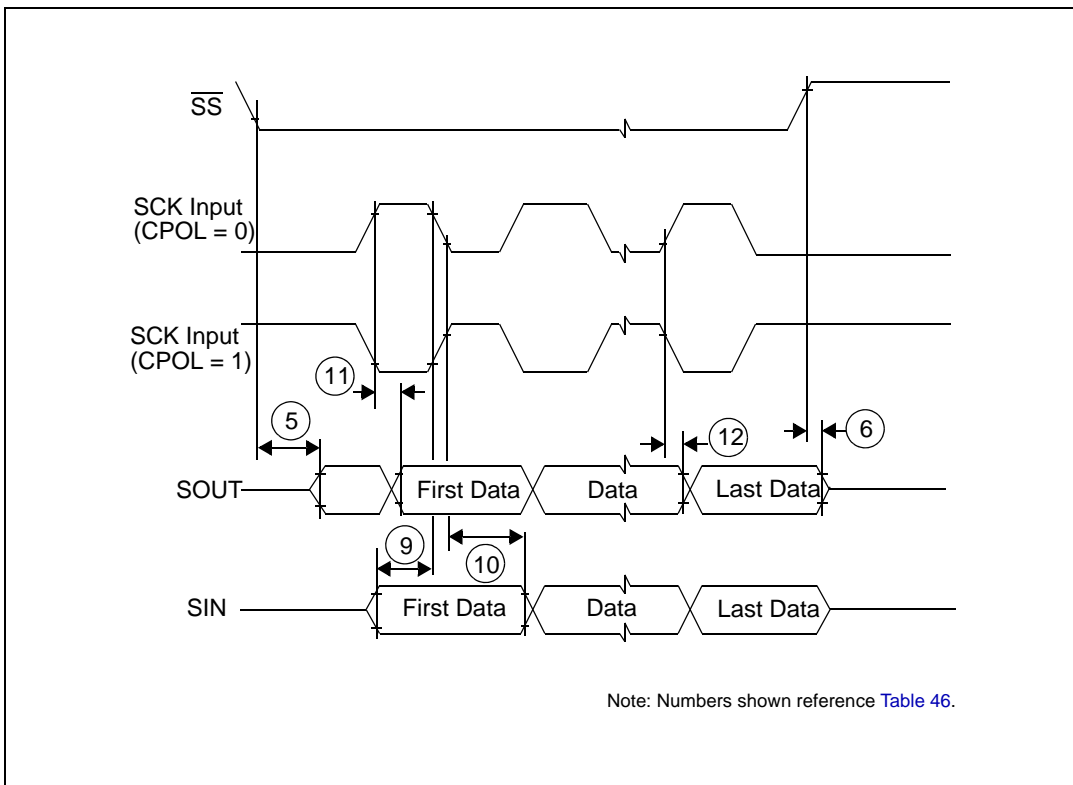 SS
SCK Input
(CPOL = 0)
SCK Input
(CPOL = 1)
11
5
12
6
SOUT
First Data
Data
Last Data
9
10
SIN
First Data
Data
Last Data
Note: Numbers shown reference Table 46.